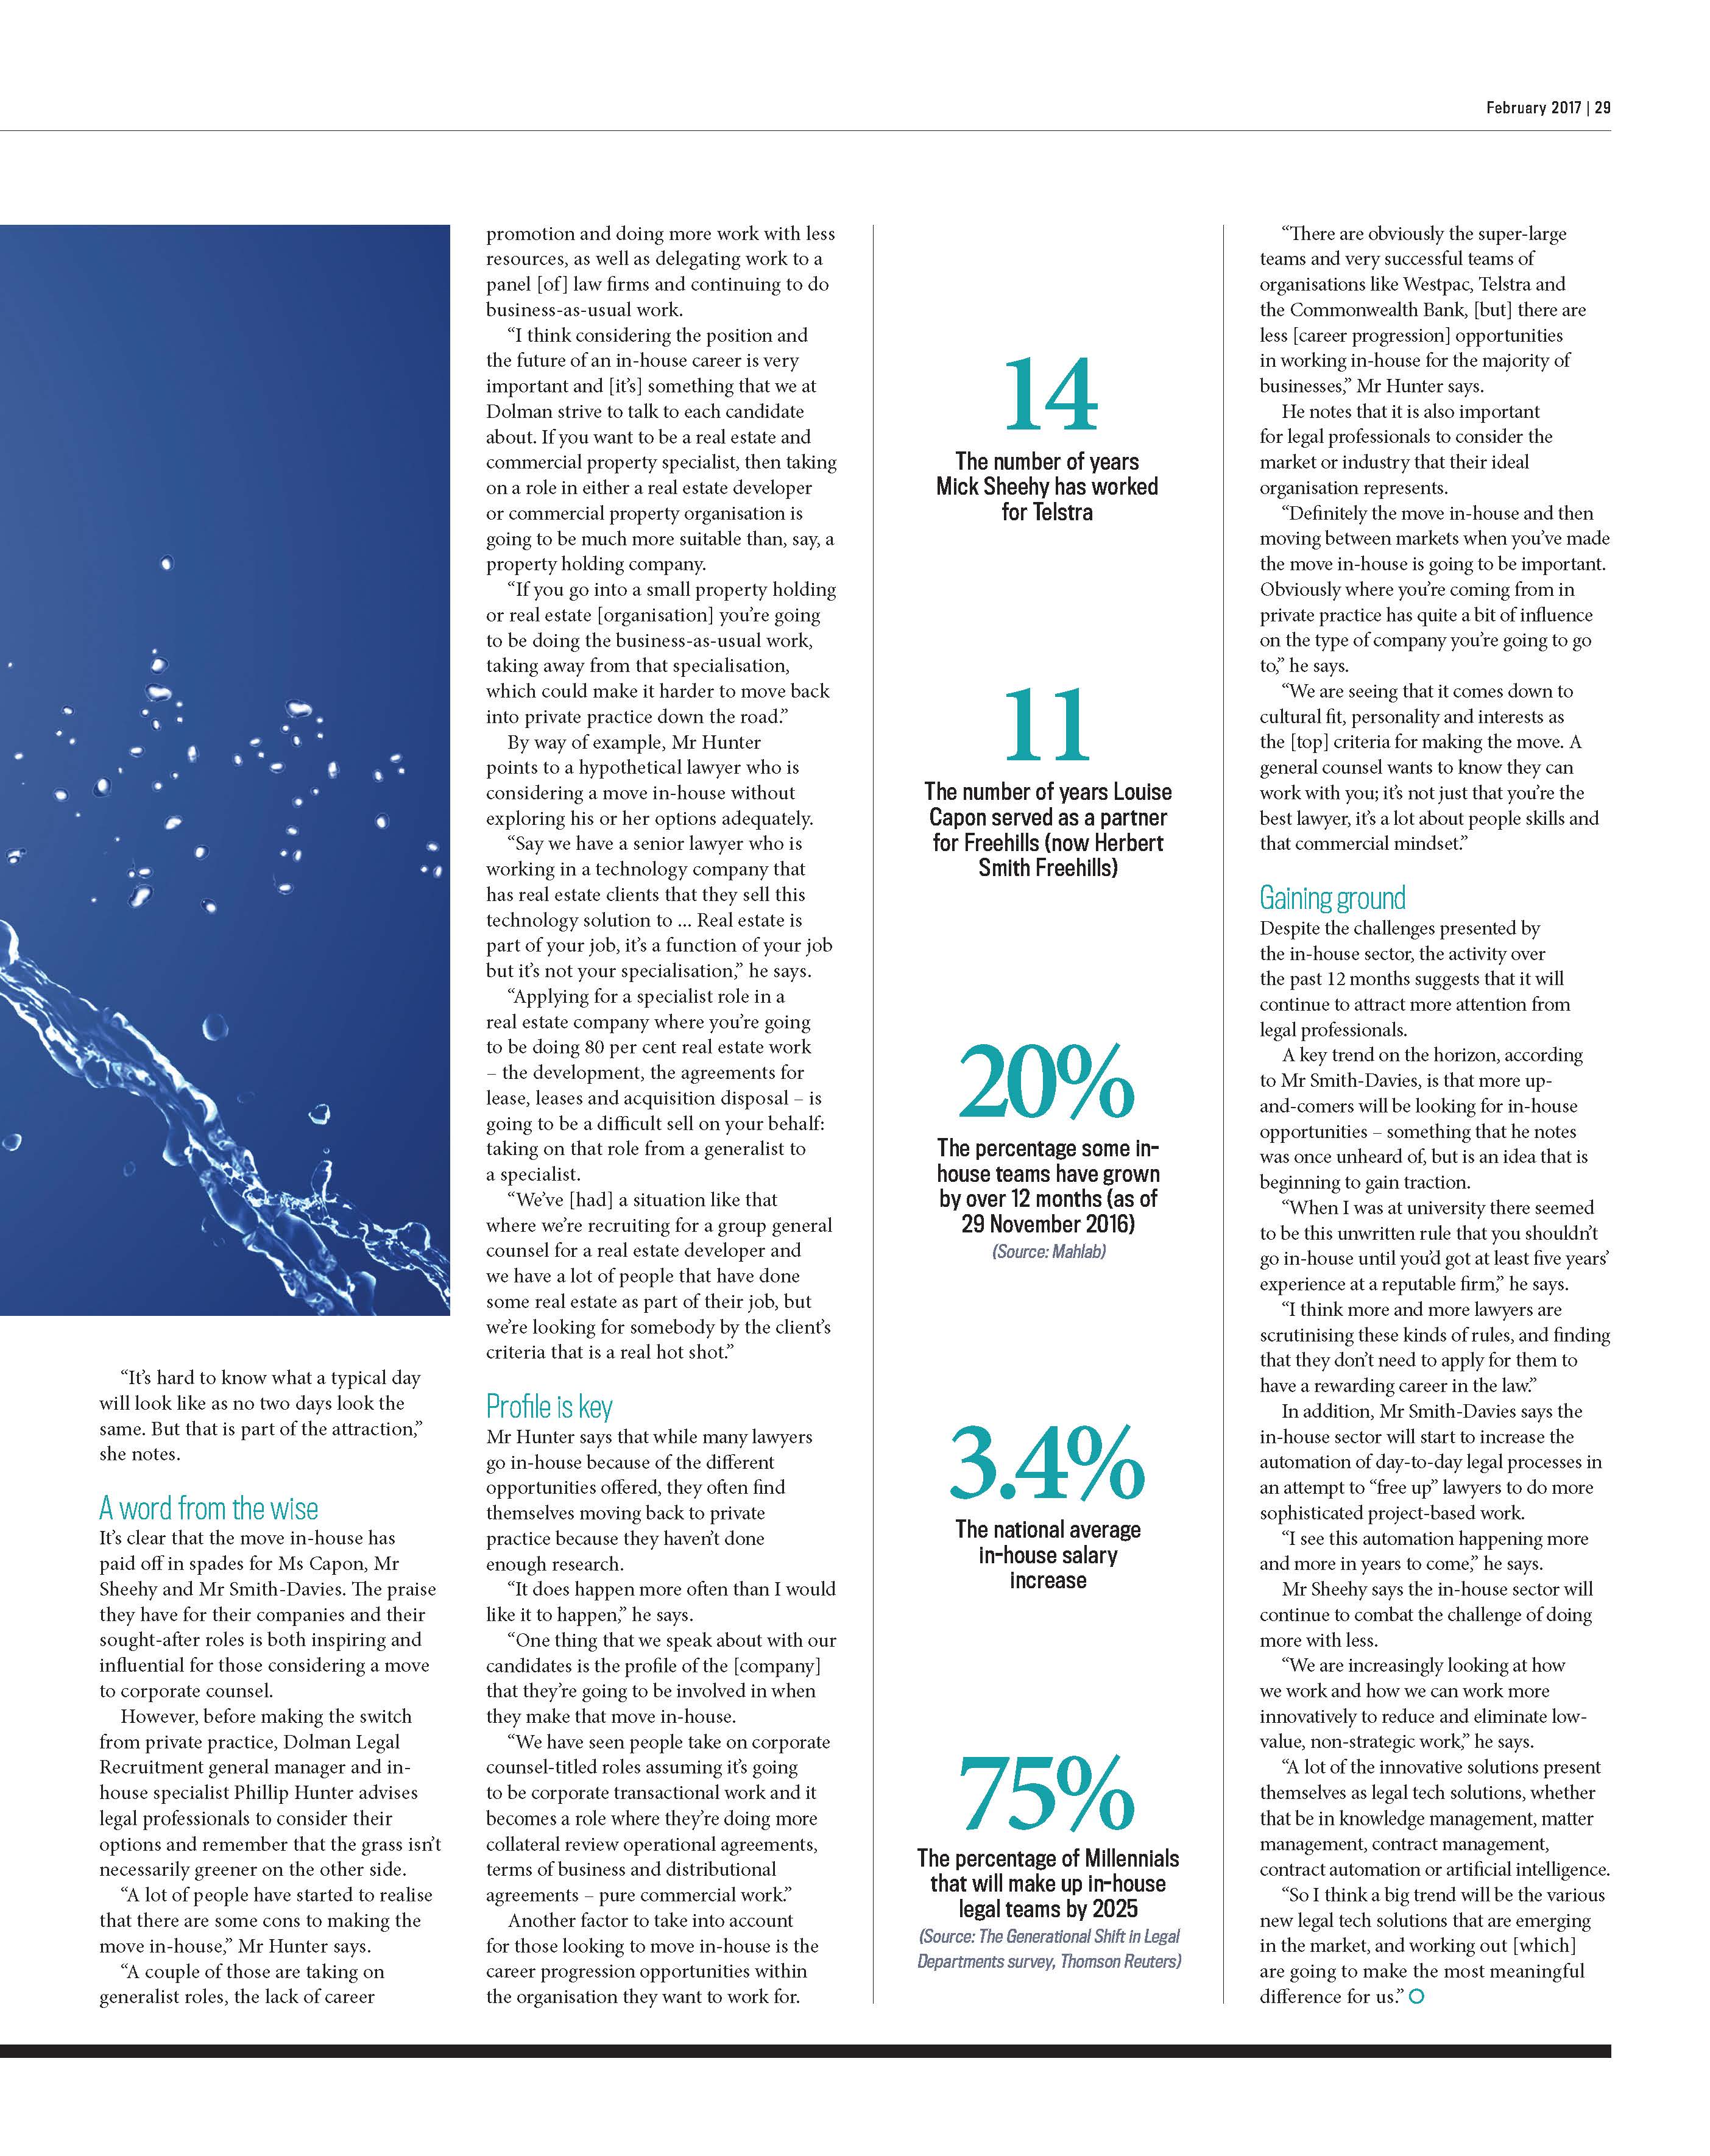 February 2017 | 29
“It’s hard to know what a typical day
will look like as no two days look the
same. But that is part of the attraction,”
she notes.
A word from the wise
It’s clear that the move in-house has
paid off in spades for Ms Capon, Mr
Sheehy and Mr Smith-Davies. The praise
they have for their companies and their
sought-after roles is both inspiring and
influential for those considering a move
to corporate counsel.
However, before making the switch
from private practice, Dolman Legal
Recruitment general manager and in-
house specialist Phillip Hunter advises
legal professionals to consider their
options and remember that the grass isn’t
necessarily greener on the other side.
“A lot of people have started to realise
that there are some cons to making the
move in-house,” Mr Hunter says.
“A couple of those are taking on
generalist roles, the lack of career
promotion and doing more work with less
resources, as well as delegating work to a
panel [of] law firms and continuing to do
business-as-usual work.
“I think considering the position and
the future of an in-house career is very
important and [it’s] something that we at
Dolman strive to talk to each candidate
about. If you want to be a real estate and
commercial property specialist, then taking
on a role in either a real estate developer
or commercial property organisation is
going to be much more suitable than, say, a
property holding company.
“If you go into a small property holding
or real estate [organisation] you’re going
to be doing the business-as-usual work,
taking away from that specialisation,
which could make it harder to move back
into private practice down the road.”
By way of example, Mr Hunter
points to a hypothetical lawyer who is
considering a move in-house without
exploring his or her options adequately.
“Say we have a senior lawyer who is
working in a technology company that
has real estate clients that they sell this
technology solution to ... Real estate is
part of your job, it’s a function of your job
but it’s not your specialisation,” he says.
“Applying for a specialist role in a
real estate company where you’re going
to be doing 80 per cent real estate work
– the development, the agreements for
lease, leases and acquisition disposal – is
going to be a difficult sell on your behalf:
taking on that role from a generalist to
a specialist.
“We’ve [had] a situation like that
where we’re recruiting for a group general
counsel for a real estate developer and
we have a lot of people that have done
some real estate as part of their job, but
we’re looking for somebody by the client’s
criteria that is a real hot shot.”
Profile is key
Mr Hunter says that while many lawyers
go in-house because of the different
opportunities offered, they often find
themselves moving back to private
practice because they haven’t done
enough research.
“It does happen more often than I would
like it to happen,” he says.
“One thing that we speak about with our
candidates is the profile of the [company]
that they’re going to be involved in when
they make that move in-house.
“We have seen people take on corporate
counsel-titled roles assuming it’s going
to be corporate transactional work and it
becomes a role where they’re doing more
collateral review operational agreements,
terms of business and distributional
agreements – pure commercial work.”
Another factor to take into account
for those looking to move in-house is the
career progression opportunities within
the organisation they want to work for.
14
The number of years
Mick Sheehy has worked
for Telstra
11
The number of years Louise
Capon served as a partner
for Freehills (now Herbert
Smith Freehills)
20%
The percentage some in-
house teams have grown
by over 12 months (as of
29 November 2016)
(Source: Mahlab)
3.4%
The national average
in-house salary
increase
75%
The percentage of Millennials
that will make up in-house
legal teams by 2025
(Source: The Generational Shift in Legal
Departments survey, Thomson Reuters)
“There are obviously the super-large
teams and very successful teams of
organisations like Westpac, Telstra and
the Commonwealth Bank, [but] there are
less [career progression] opportunities
in working in-house for the majority of
businesses,” Mr Hunter says.
He notes that it is also important
for legal professionals to consider the
market or industry that their ideal
organisation represents.
“Definitely the move in-house and then
moving between markets when you’ve made
the move in-house is going to be important.
Obviously where you’re coming from in
private practice has quite a bit of influence
on the type of company you’re going to go
to,” he says.
“We are seeing that it comes down to
cultural fit, personality and interests as
the [top] criteria for making the move. A
general counsel wants to know they can
work with you; it’s not just that you’re the
best lawyer, it’s a lot about people skills and
that commercial mindset.”
Gaining ground
Despite the challenges presented by
the in-house sector, the activity over
the past 12 months suggests that it will
continue to attract more attention from
legal professionals.
A key trend on the horizon, according
to Mr Smith-Davies, is that more up-
and-comers will be looking for in-house
opportunities – something that he notes
was once unheard of, but is an idea that is
beginning to gain traction.
“When I was at university there seemed
to be this unwritten rule that you shouldn’t
go in-house until you’d got at least five years’
experience at a reputable firm,” he says.
“I think more and more lawyers are
scrutinising these kinds of rules, and finding
that they don’t need to apply for them to
have a rewarding career in the law.”
In addition, Mr Smith-Davies says the
in-house sector will start to increase the
automation of day-to-day legal processes in
an attempt to “free up” lawyers to do more
sophisticated project-based work.
“I see this automation happening more
and more in years to come,” he says.
Mr Sheehy says the in-house sector will
continue to combat the challenge of doing
more with less.
“We are increasingly looking at how
we work and how we can work more
innovatively to reduce and eliminate low-
value, non-strategic work,” he says.
“A lot of the innovative solutions present
themselves as legal tech solutions, whether
that be in knowledge management, matter
management, contract management,
contract automation or artificial intelligence.
“So I think a big trend will be the various
new legal tech solutions that are emerging
in the market, and working out [which]
are going to make the most meaningful
difference for us.”